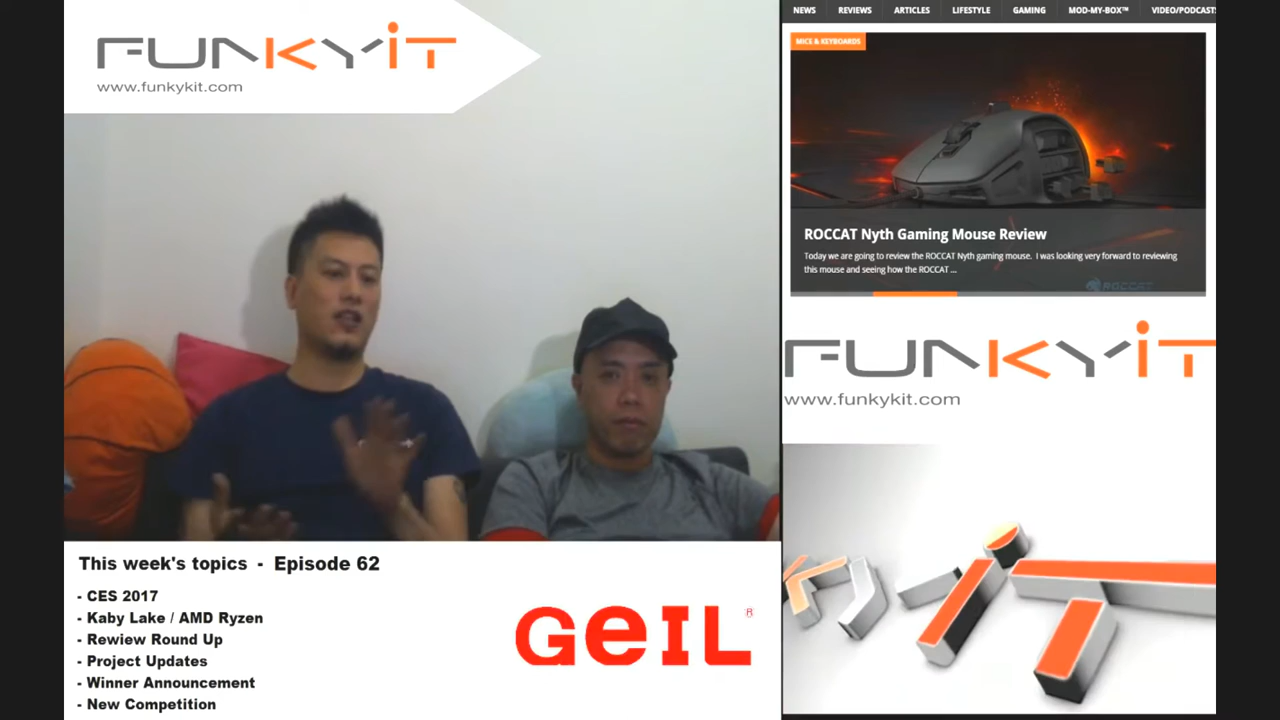 FUNKYiT
www.funkykit.com
NEWS REVIEWS ARTICLES LIFESTYLE GAMING MOD-MY-BOX™ VIDEO/PODCASTS
MICE & KEYBOARDS
ROCCAT Nyth Gaming Mouse Review
Today we are going to review the ROCCAT Nyth gaming mouse. I was looking very forward to reviewing
this mouse and seeing how the ROCCAT ...
ROCCAT
FUNKYiT
www.funkykit.com
iT
This week's topics - Episode 62
- CES 2017
- Kaby Lake / AMD Ryzen
- Rewiew Round Up
- Project Updates
- Winner Announcement
- New Competition
GeIL®